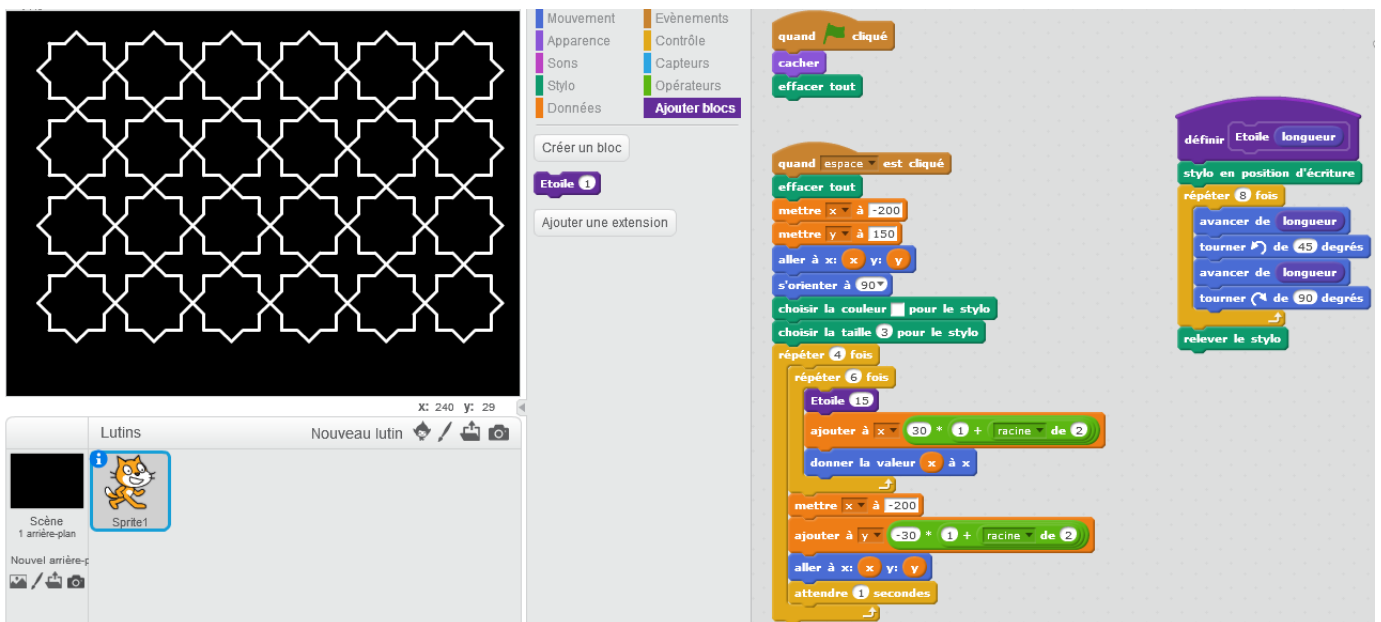 x: 240 y: 29
Lutins
Nouveau lutin
Scène
1 arrière-plan
Sprite1
Nouvel arrière-p
Mouvement
Evènements
Apparence
Contrôle
Sons
Capteurs
Stylo
Opérateurs
Données
Ajouter blocs
Créer un bloc
Etoile 1
Ajouter une extension
quand cliqué
cacher
effacer tout
quand espace est cliqué
effacer tout
mettre x à -200
mettre y à 150
aller à x: x y: y
s'orienter à 90
choisir la couleur pour le stylo
choisir la taille 3 pour le stylo
répéter 4 fois
répéter 6 fois
Etoile 15
ajouter à x 30 * 1 + racine de 2
donner la valeur x à x
mettre x à -200
ajouter à y -30 * 1 + racine de 2
aller à x: x y: y
attendre 1 secondes
définir Etoile longueur
stylo en position d'écriture
répéter 8 fois
avancer de longueur
tourner de 45 degrés
avancer de longueur
tourner de 90 degrés
relever le stylo